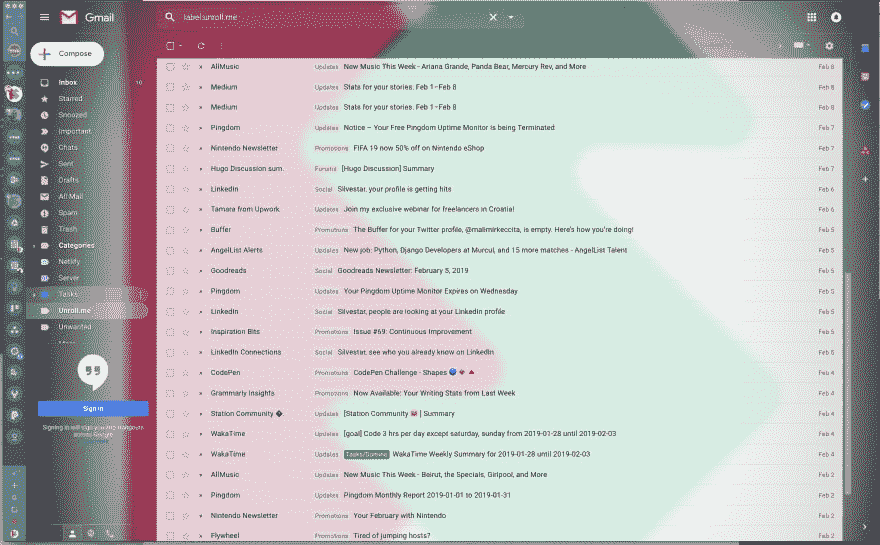 Gmail
label:unroll.me
Compose
Inbox
Starred
Snoozed
Important
Chats
Sent
Drafts
All Mail
Spam
Trash
Categories
Netlify
Server
Tasks
Unroll.me
Unwanted
Sign in
Signing in will sign you into Hangouts
across Google
AllMusic Updates New Music This Week - Ariana Grande, Panda Bear, Mercury Rev, and More Feb 8
Medium Updates Stats for your stories. Feb 1–Feb 8 Feb 8
Medium Updates Stats for your stories. Feb 1–Feb 8 Feb 8
Pingdom Updates Notice – Your Free Pingdom Uptime Monitor is being Terminated Feb 7
Nintendo Newsletter Promotions FIFA 19 now 50% off on Nintendo eShop Feb 7
Hugo Discussion sum. Forums [Hugo Discussion] Summary Feb 7
LinkedIn Social Silvestar, your profile is getting hits Feb 6
Tamara from Upwork. Updates Join my exclusive webinar for freelancers in Croatia! Feb 6
Buffer Promotions The Buffer for your Twitter profile, @malimirkeccita, is empty. Here's how you're doing! Feb 5
AngelList Alerts Updates New job: Python, Django Developers at Murcul, and 15 more matches - AngelList Talent Feb 5
Goodreads Social Goodreads Newsletter: February 5, 2019 Feb 5
Pingdom Updates Your Pingdom Uptime Monitor Expires on Wednesday Feb 5
LinkedIn Social Silvestar, people are looking at your LinkedIn profile Feb 5
Inspiration Bits Promotions Issue #69: Continuous Improvement Feb 5
LinkedIn Connections Social Silvestar, see who you already know on LinkedIn Feb 5
CodePen Promotions CodePen Challenge - Shapes Feb 4
Grammarly Insights Promotions Now Available: Your Writing Stats from Last Week Feb 4
Station Community Updates [Station Community] Summary Feb 4
WakaTime Updates [goal] Code 3 hrs per day except saturday, sunday from 2019-01-28 until 2019-02-03 Feb 4
WakaTime WakaTime Weekly Summary for 2019-01-28 until 2019-02-03 Feb 4
AllMusic Updates New Music This Week - Beirut, the Specials, Girlpool, and More Feb 2
Pingdom Updates Pingdom Monthly Report 2019-01-01 to 2019-01-31 Feb 2
Nintendo Newsletter Promotions Your February with Nintendo Feb 2
Flywheel Promotions Tired of jumping hosts? Feb 2